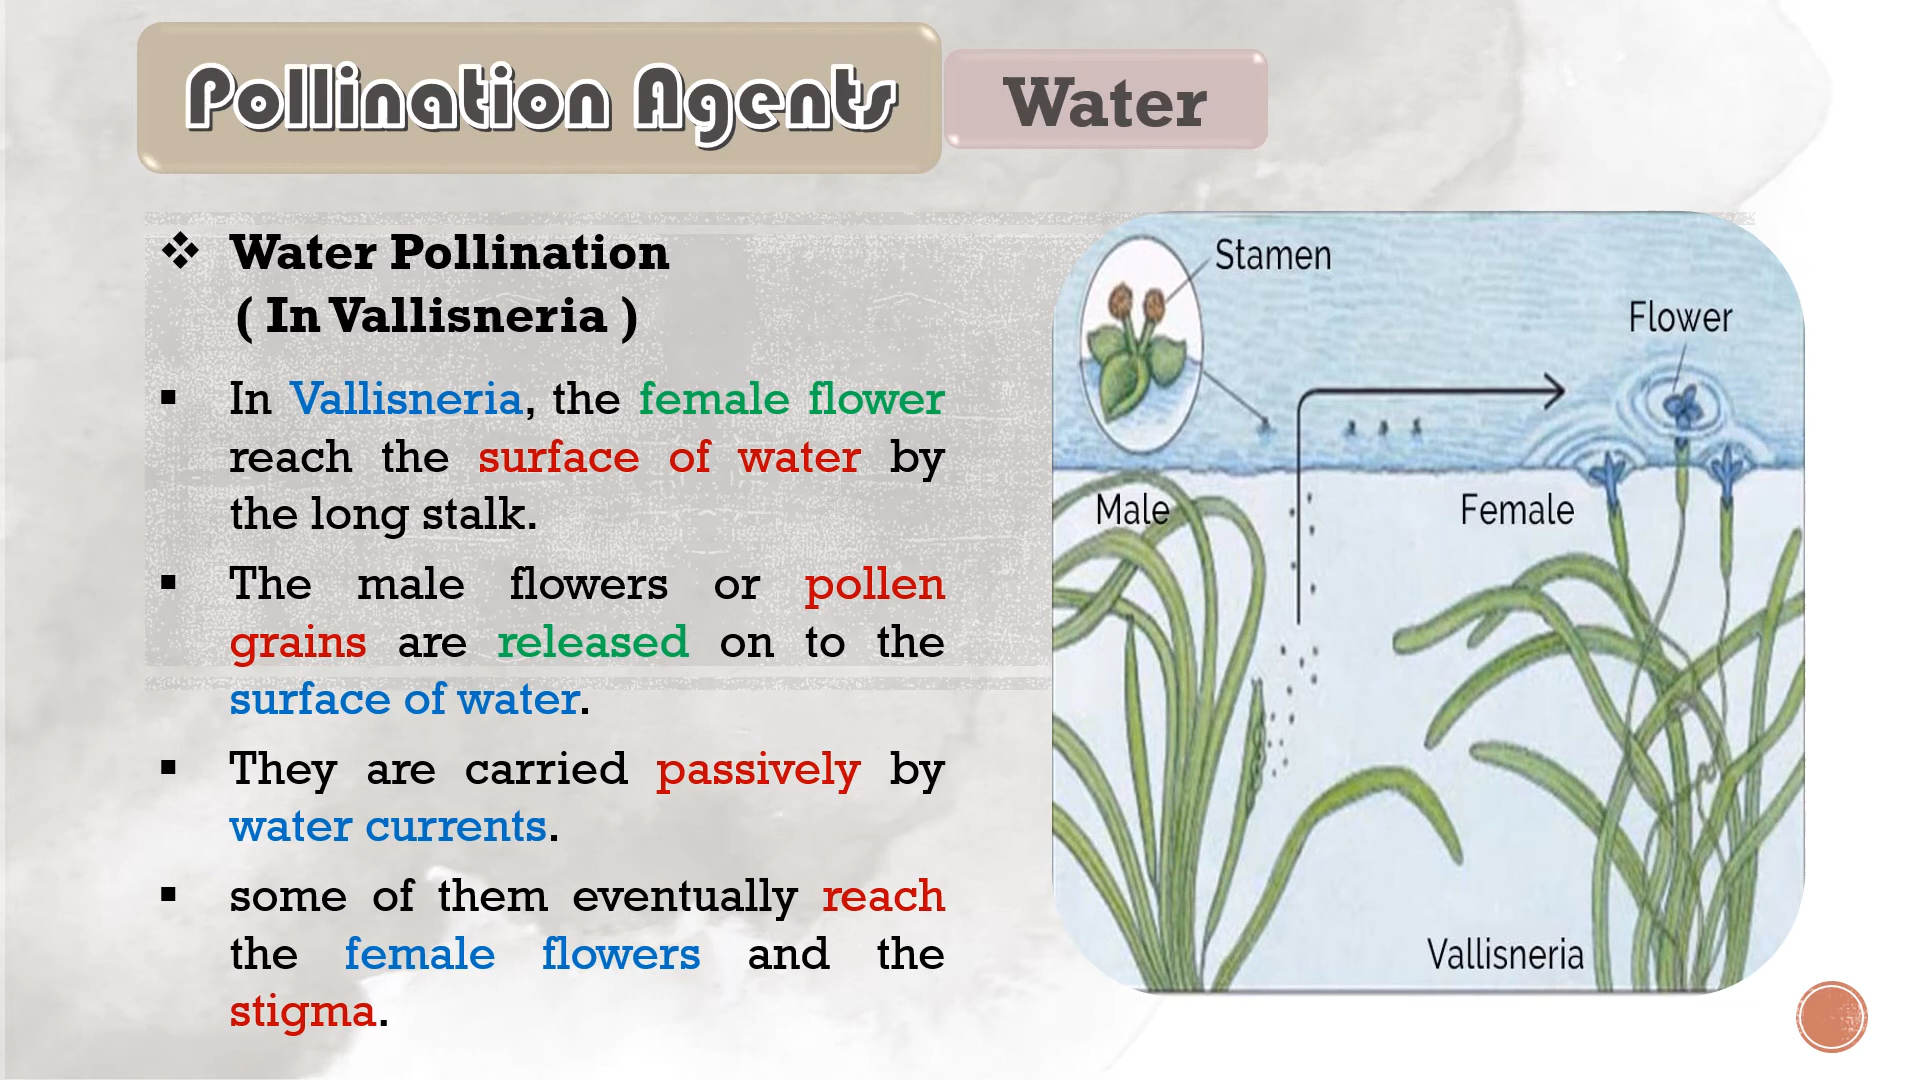 Pollination Agents
Water
❖ Water Pollination
( In Vallisneria )
▪ In Vallisneria, the female flower
reach the surface of water by
the long stalk.
▪ The male flowers or pollen
grains are released on to the
surface of water.
▪ They are carried passively by
water currents.
▪ some of them eventually reach
the female flowers and the
stigma.
Stamen
Flower
Male
Female
Vallisneria